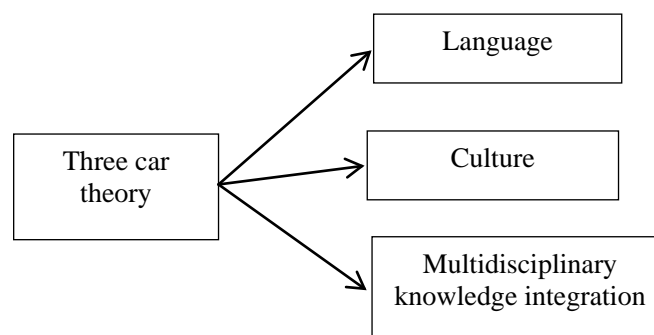 Three car
theory
Language
Culture
Multidisciplinary
knowledge integration